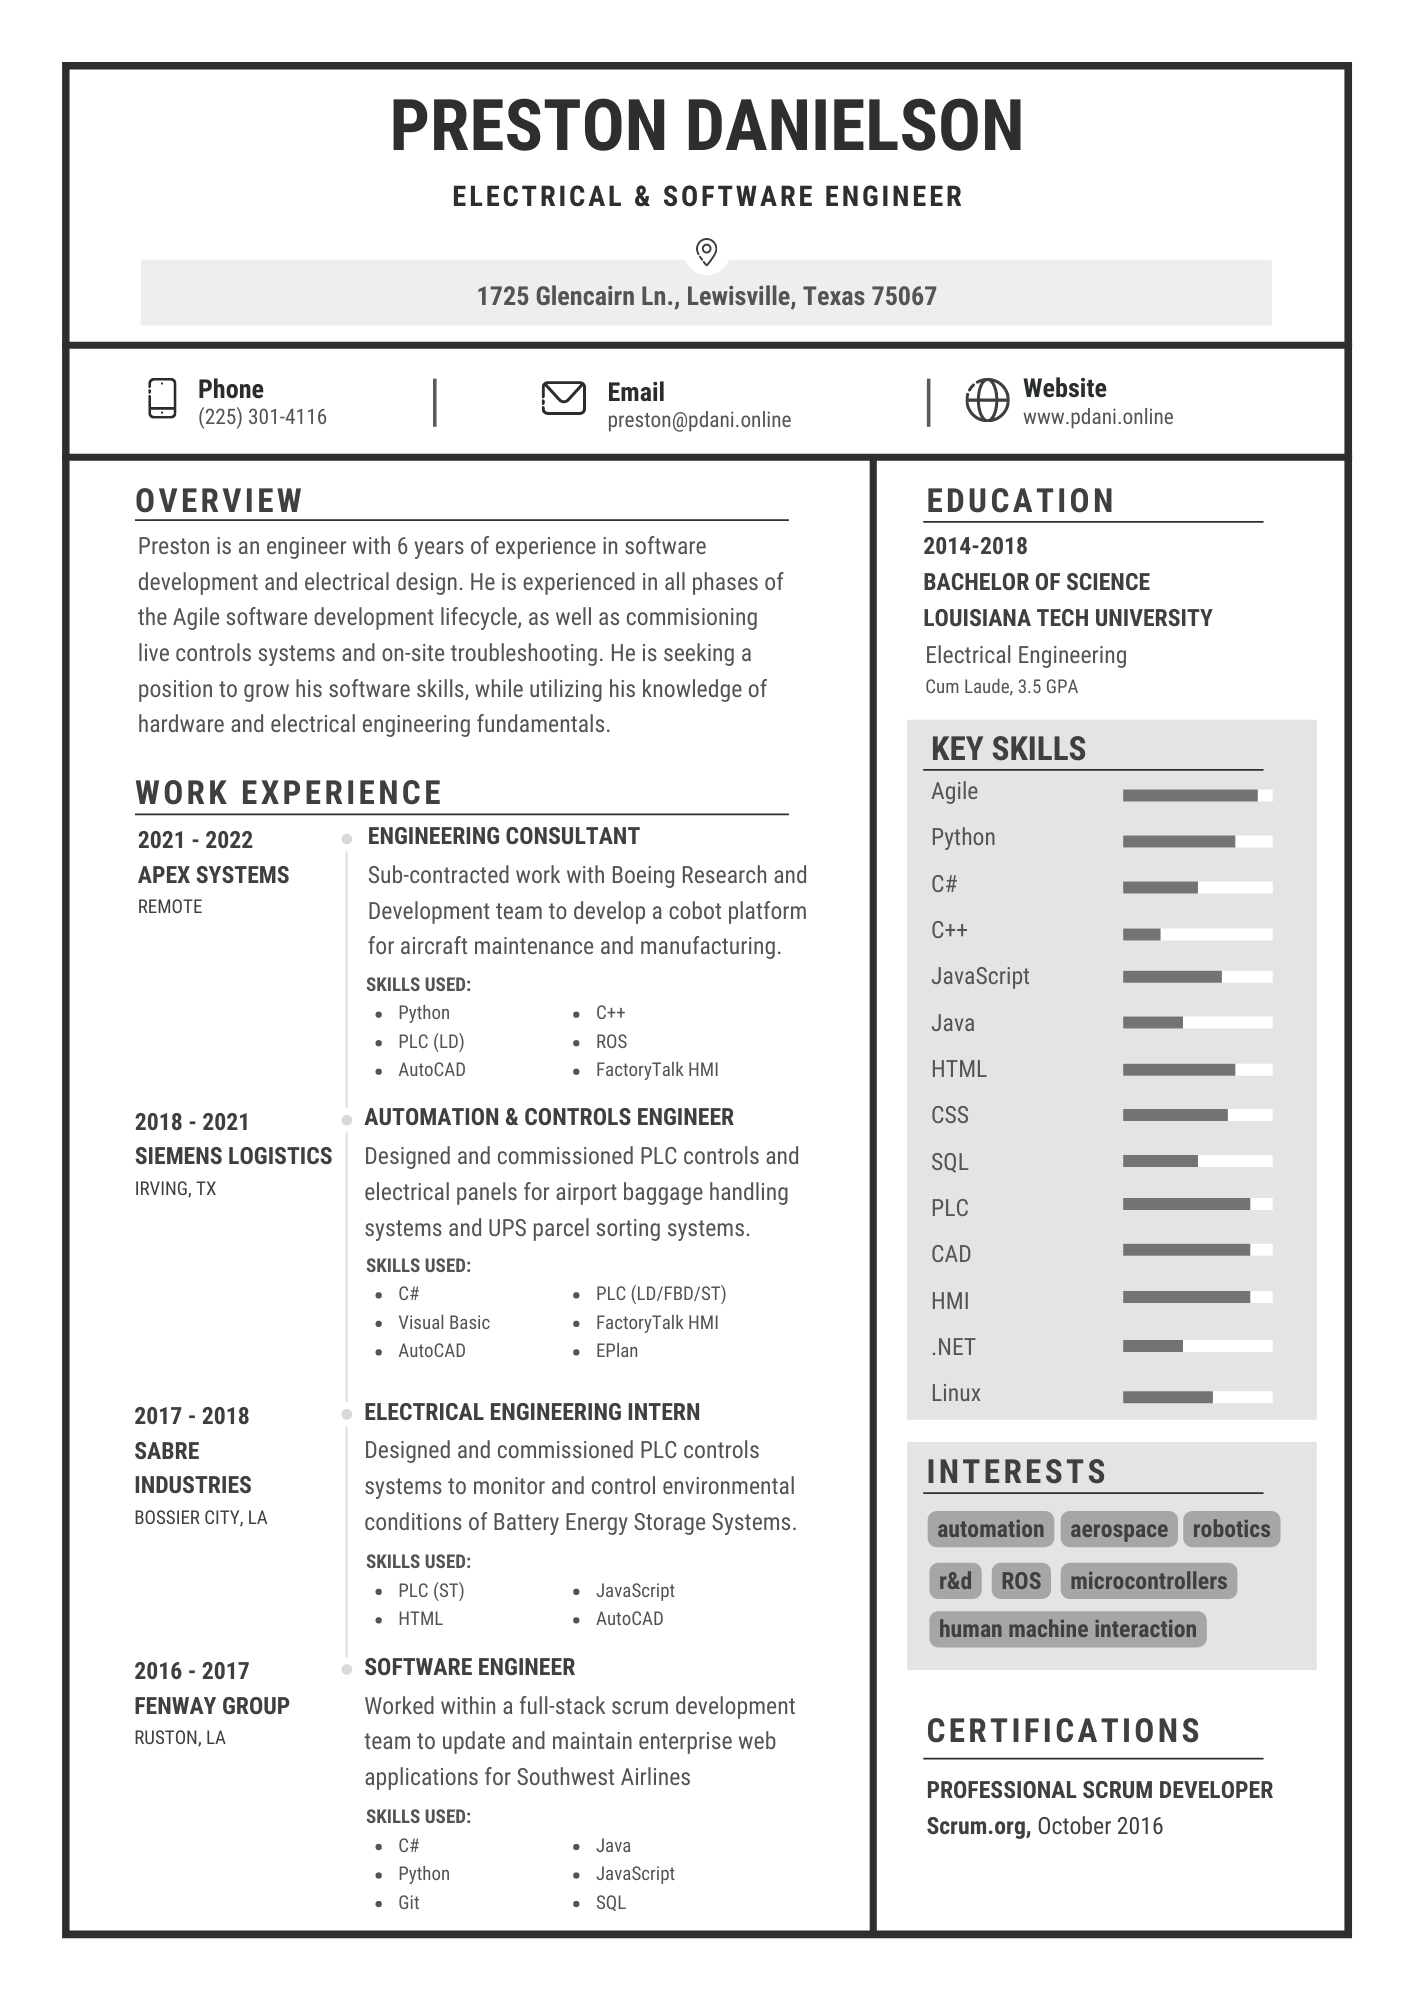 PRESTON DANIELSON
ELECTRICAL & SOFTWARE ENGINEER
1725 Glencairn Ln., Lewisville, Texas 75067
Phone
(225) 301-4116
Email
preston@pdani.online
Website
www.pdani.online
OVERVIEW
Preston is an engineer with 6 years of experience in software
development and electrical design. He is experienced in all phases of
the Agile software development lifecycle, as well as commisioning
live controls systems and on-site troubleshooting. He is seeking a
position to grow his software skills, while utilizing his knowledge of
hardware and electrical engineering fundamentals.
WORK EXPERIENCE
2021 - 2022
APEX SYSTEMS
REMOTE
ENGINEERING CONSULTANT
Sub-contracted work with Boeing Research and
Development team to develop a cobot platform
for aircraft maintenance and manufacturing.
SKILLS USED:
• Python
• PLC (LD)
• AutoCAD
• C++
• ROS
• FactoryTalk HMI
2018 - 2021
SIEMENS LOGISTICS
IRVING, TX
AUTOMATION & CONTROLS ENGINEER
Designed and commissioned PLC controls and
electrical panels for airport baggage handling
systems and UPS parcel sorting systems.
SKILLS USED:
• C#
• Visual Basic
• AutoCAD
• PLC (LD/FBD/ST)
• FactoryTalk HMI
• EPlan
2017 - 2018
SABRE
INDUSTRIES
BOSSIER CITY, LA
ELECTRICAL ENGINEERING INTERN
Designed and commissioned PLC controls
systems to monitor and control environmental
conditions of Battery Energy Storage Systems.
SKILLS USED:
• PLC (ST)
• HTML
• JavaScript
• AutoCAD
2016 - 2017
FENWAY GROUP
RUSTON, LA
SOFTWARE ENGINEER
Worked within a full-stack scrum development
team to update and maintain enterprise web
applications for Southwest Airlines
SKILLS USED:
• C#
• Python
• Git
• Java
• JavaScript
• SQL
EDUCATION
2014-2018
BACHELOR OF SCIENCE
LOUISIANA TECH UNIVERSITY
Electrical Engineering
Cum Laude, 3.5 GPA
KEY SKILLS
Agile
Python
C#
C++
JavaScript
Java
HTML
CSS
SQL
PLC
CAD
HMI
.NET
Linux
INTERESTS
automation aerospace robotics
r&d ROS microcontrollers
human machine interaction
CERTIFICATIONS
PROFESSIONAL SCRUM DEVELOPER
Scrum.org, October 2016